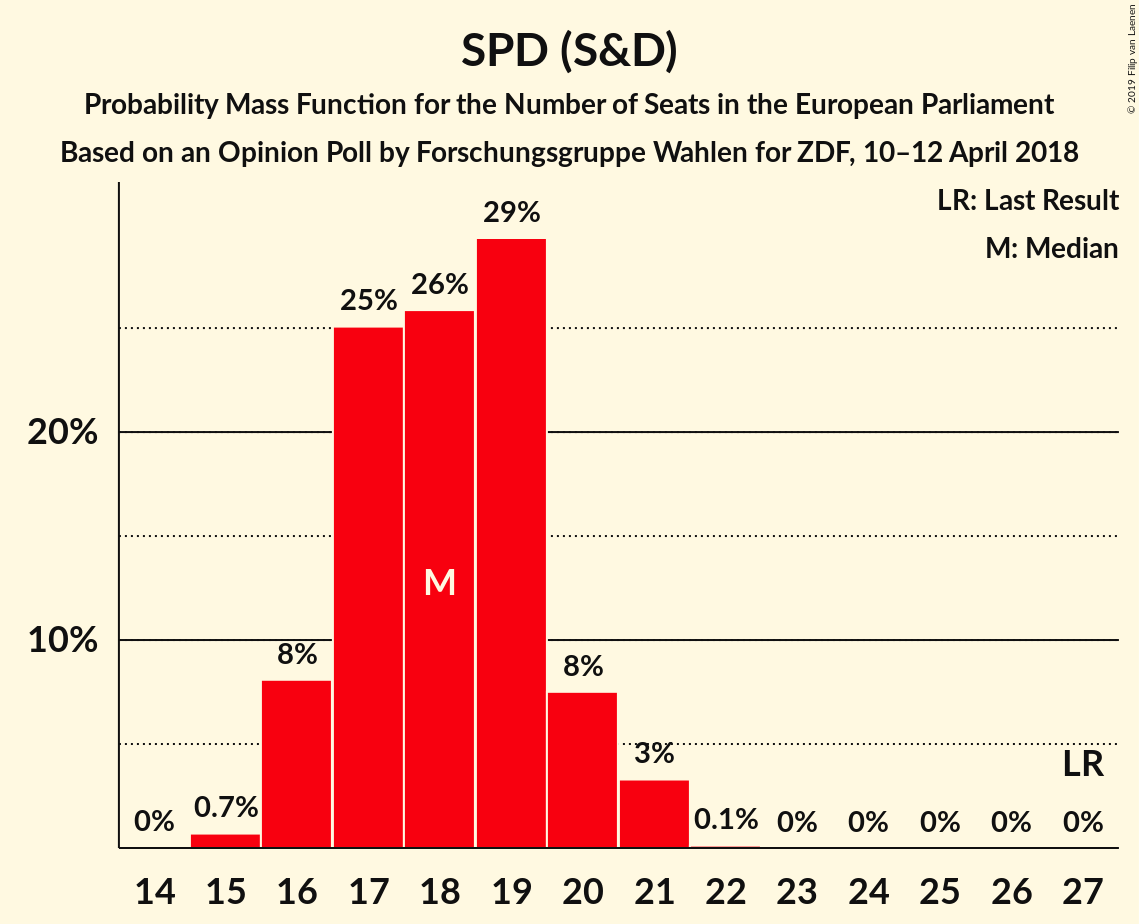 SPD (S&D)
Probability Mass Function for the Number of Seats in the European Parliament
Based on an Opinion Poll by Forschungsgruppe Wahlen for ZDF, 10–12 April 2018
© 2019 Filip van Laenen
LR: Last Result
M: Median
29%
26%
25%
20%
M
10%
8%
8%
3%
LR
0%
0.7%
0.1%
0%
0%
0%
0%
0%
14 15 16 17 18 19 20 21 22 23 24 25 26 27